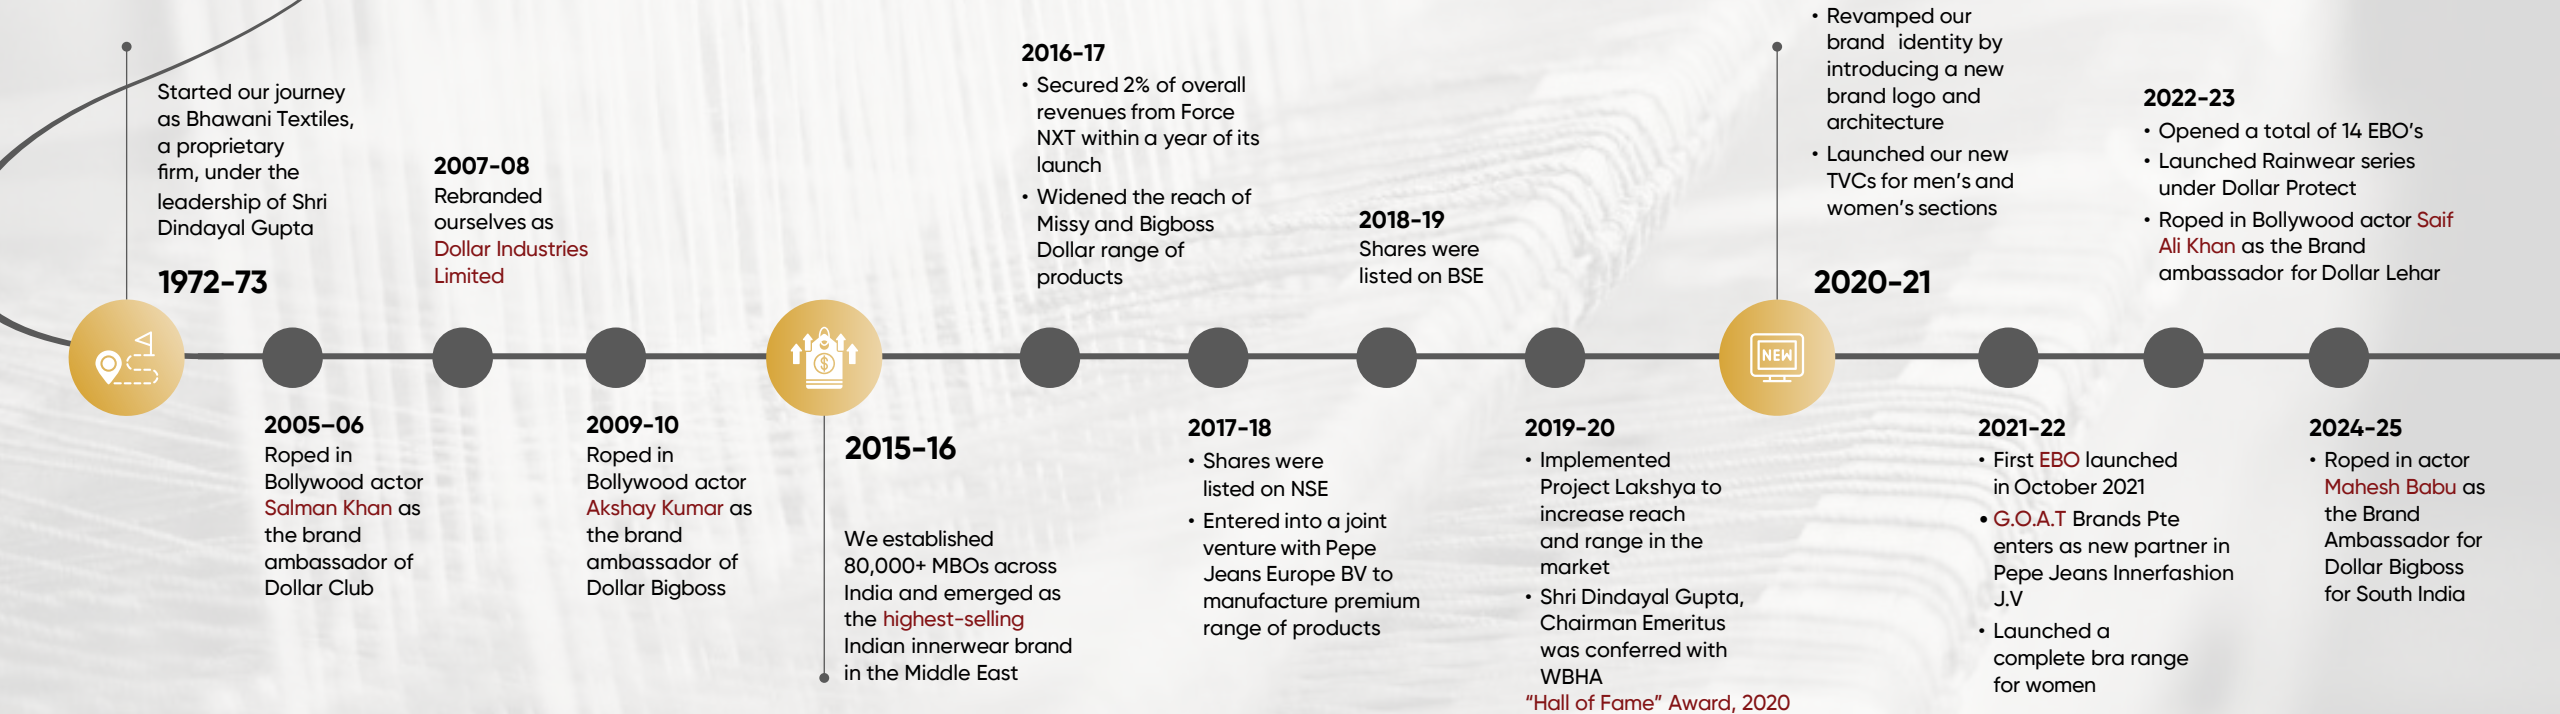 Started our journey
as Bhawani Textiles,
a proprietary
firm, under the
leadership of Shri
Dindayal Gupta
1972-73
2005–06
Roped in
Bollywood actor
Salman Khan as
the brand
ambassador of
Dollar Club
2007-08
Rebranded
ourselves as
Dollar Industries
Limited
2009-10
Roped in
Bollywood actor
Akshay Kumar as
the brand
ambassador of
Dollar Bigboss
2015-16
We established
80,000+ MBOs across
India and emerged as
the highest-selling
Indian innerwear brand
in the Middle East
2016-17
• Secured 2% of overall
revenues from Force
NXT within a year of its
launch
• Widened the reach of
Missy and Bigboss
Dollar range of
products
2017-18
• Shares were
listed on NSE
• Entered into a joint
venture with Pepe
Jeans Europe BV to
manufacture premium
range of products
2018-19
Shares were
listed on BSE
2019-20
• Implemented
Project Lakshya to
increase reach
and range in the
market
• Shri Dindayal Gupta,
Chairman Emeritus
was conferred with
WBHA
“Hall of Fame” Award, 2020
• Revamped our
brand identity by
introducing a new
brand logo and
architecture
• Launched our new
TVCs for men’s and
women’s sections
2020-21
NEW
2021-22
• First EBO launched
in October 2021
• G.O.A.T Brands Pte
enters as new partner in
Pepe Jeans Innerfashion
J.V
• Launched a
complete bra range
for women
2022-23
• Opened a total of 14 EBO’s
• Launched Rainwear series
under Dollar Protect
• Roped in Bollywood actor Saif
Ali Khan as the Brand
ambassador for Dollar Lehar
2024-25
• Roped in actor
Mahesh Babu as
the Brand
Ambassador for
Dollar Bigboss
for South India